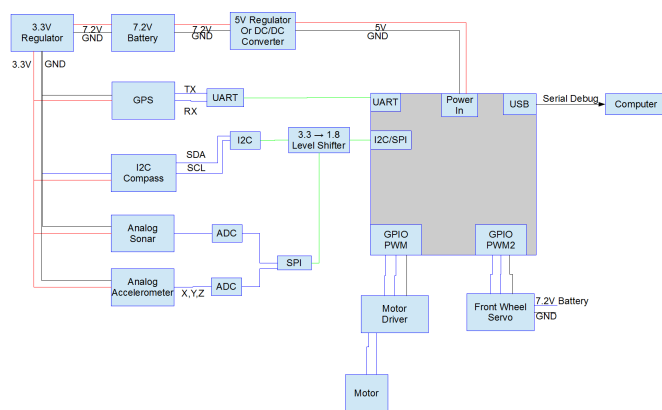 3.3V
Regulator
7.2V
GND
7.2V
Battery
7.2V
GND
5V Regulator
Or DC/DC
Converter
5V
GND
3.3V
GND
GPS
TX
RX
UART
UART
Power
In
USB
Serial Debug
Computer
I2C
Compass
SDA
SCL
I2C
3.3 → 1.8
Level Shifter
I2C/SPI
Analog
Sonar
ADC
SPI
Analog
Accelerometer
X,Y,Z
ADC
GPIO
PWM
GPIO
PWM2
Motor
Driver
Front Wheel
Servo
7.2V Battery
GND
Motor